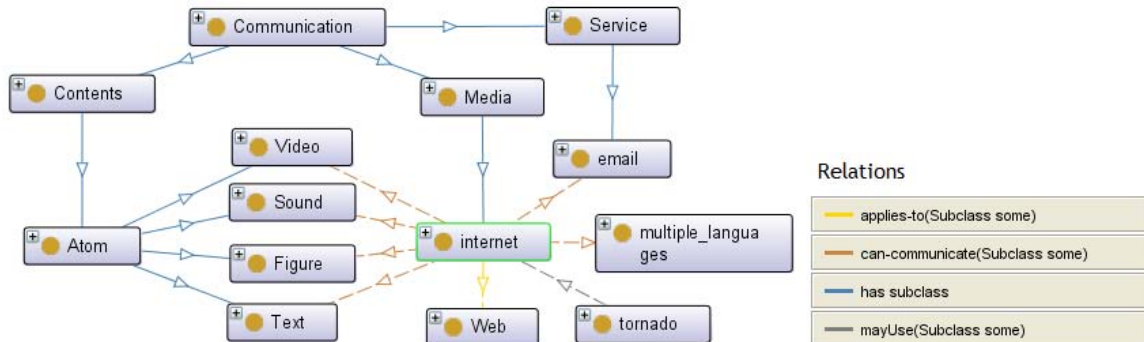 Communication
Service
Contents
Media
Video
email
Sound
Relations
applies-to(Subclass some)
Atom
internet
multiple_langua
ges
can-communicate(Subclass some)
Figure
has subclass
Text
Web
tornado
mayUse(Subclass some)